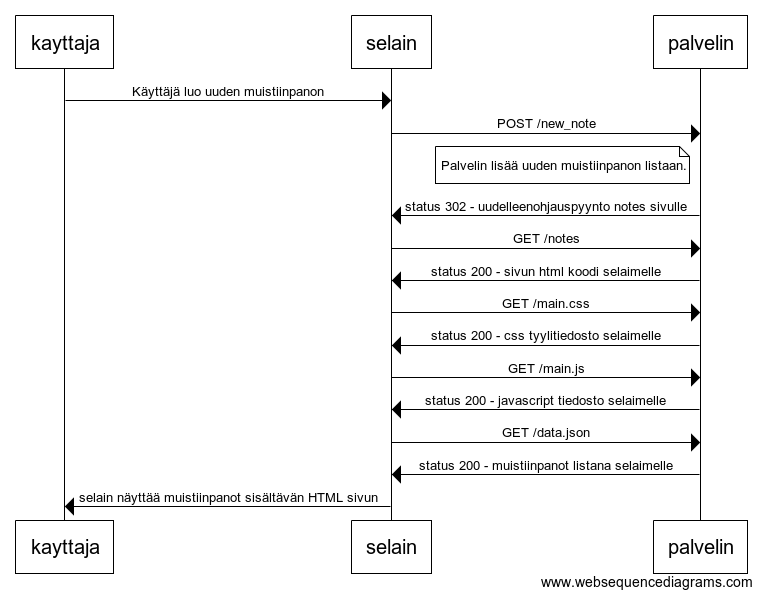 kayttaja
selain
palvelin
Käyttäjä luo uuden muistiinpanon
POST /new_note
Palvelin lisää uuden muistiinpanon listaan.
status 302 - uudelleenohjauspyynto notes sivulle
GET /notes
status 200 - sivun html koodi selaimelle
GET /main.css
status 200 - css tyylitiedosto selaimelle
GET /main.js
status 200 - javascript tiedosto selaimelle
GET /data.json
status 200 - muistiinpanot listana selaimelle
selain näyttää muistiinpanot sisältävän HTML sivun
kayttaja
selain
palvelin
www.websequencediagrams.com